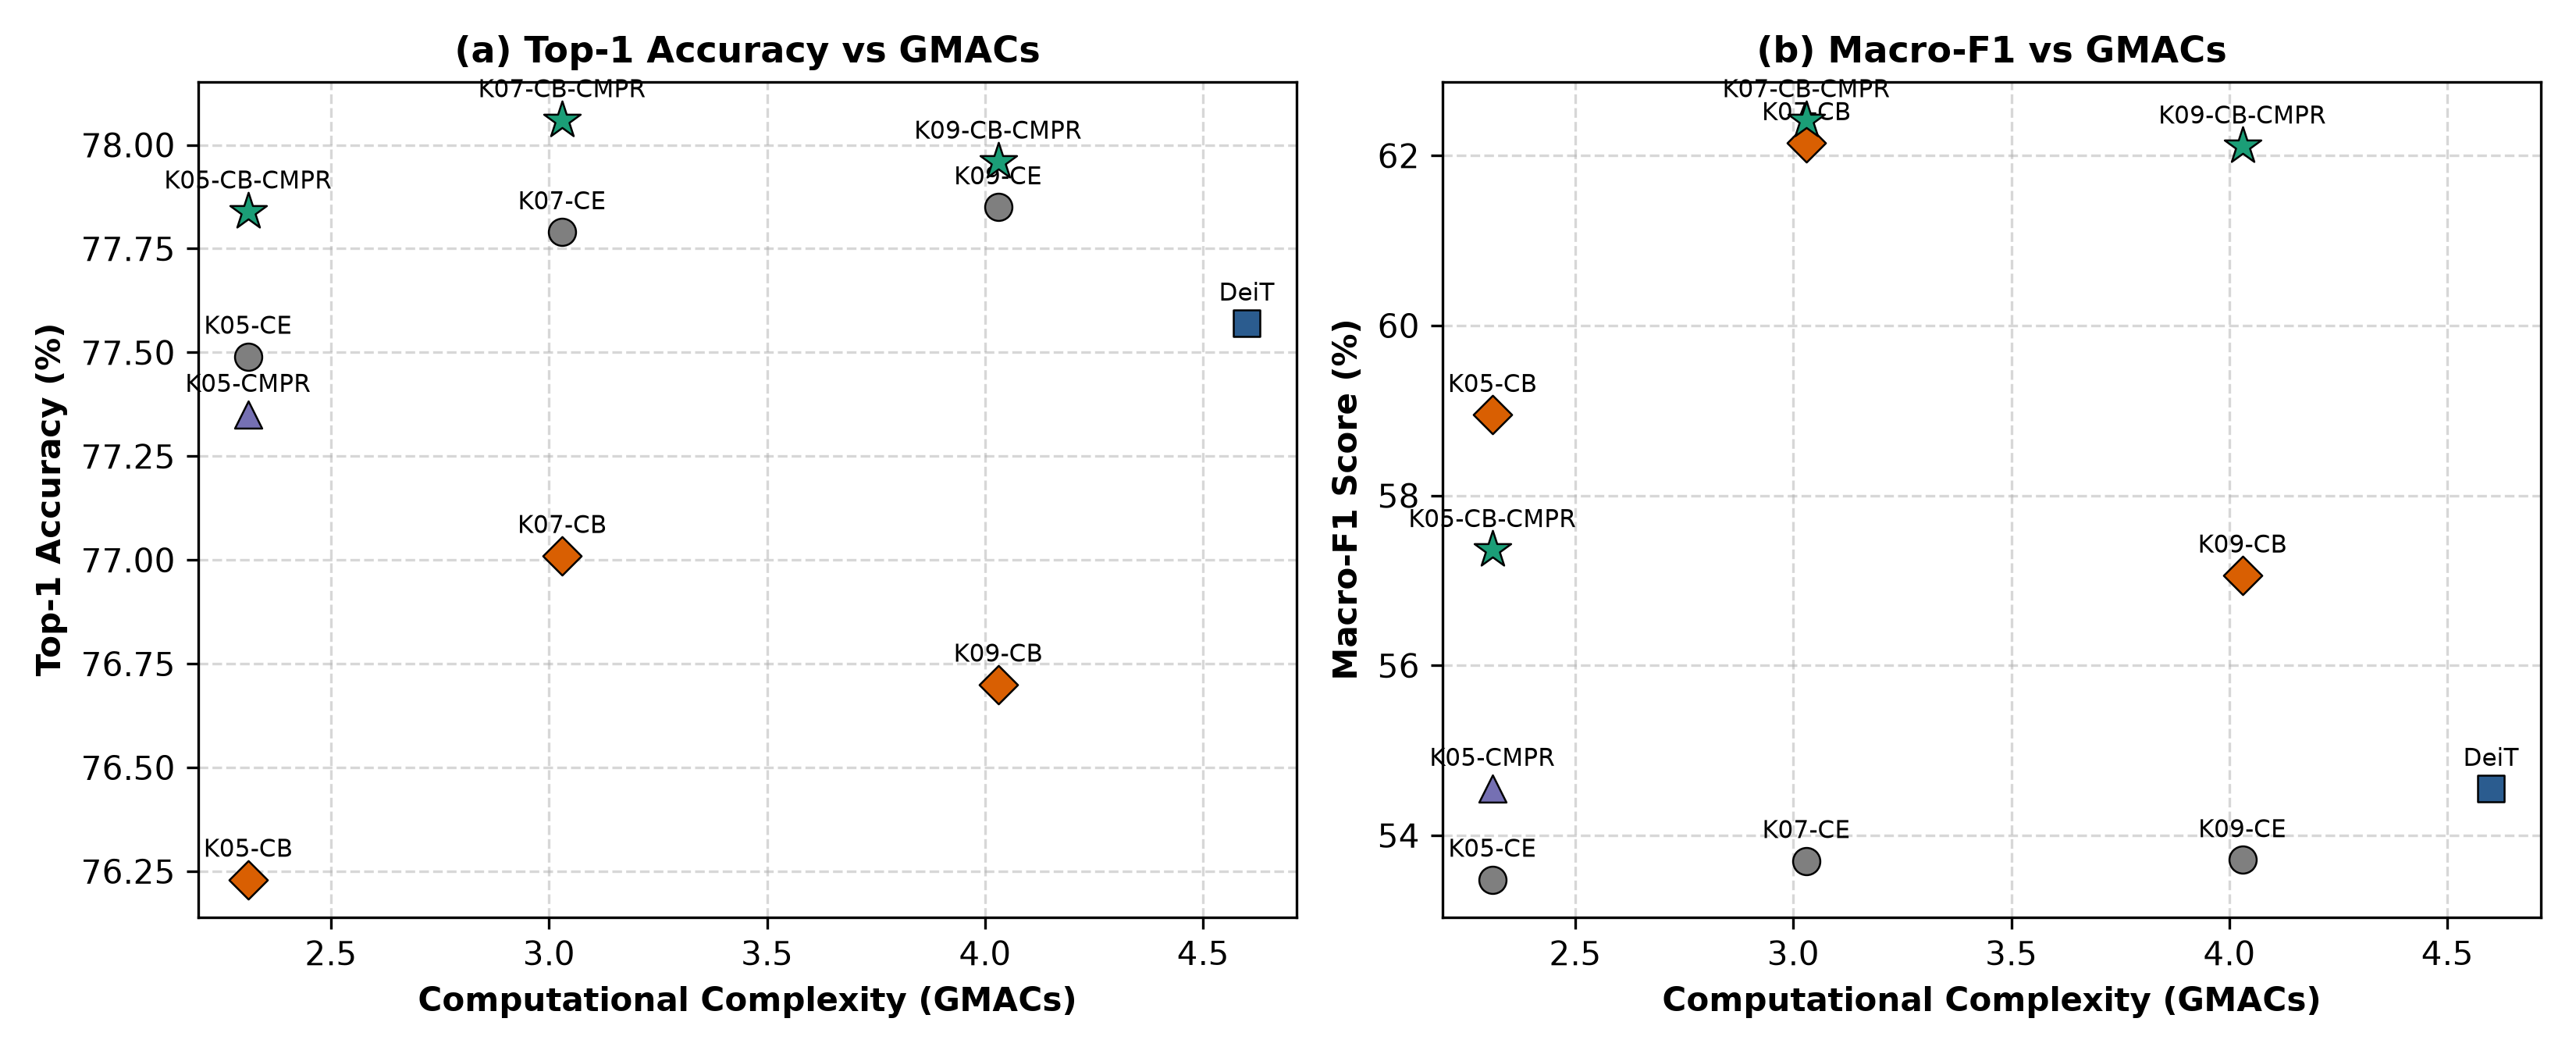 (a) Top-1 Accuracy vs GMACs
K07-CB-CMPR
K09-CB-CMPR
78.00
K05-CB-CMPR
K09-CE
K07-CE
77.75
DeiT
K05-CE
77.50
K05-CMPR
77.25
K07-CB
77.00
K09-CB
76.75
76.50
K05-CB
76.25
2.5 3.0 3.5 4.0 4.5
Computational Complexity (GMACs)
Top-1 Accuracy (%)
(b) Macro-F1 vs GMACs
K07-CB-CMPR
K07-CB
K09-CB-CMPR
62
60
K05-CB
58
K05-CB-CMPR
K09-CB
56
K05-CMPR
DeiT
54
K07-CE
K09-CE
K05-CE
2.5 3.0 3.5 4.0 4.5
Computational Complexity (GMACs)
Macro-F1 Score (%)